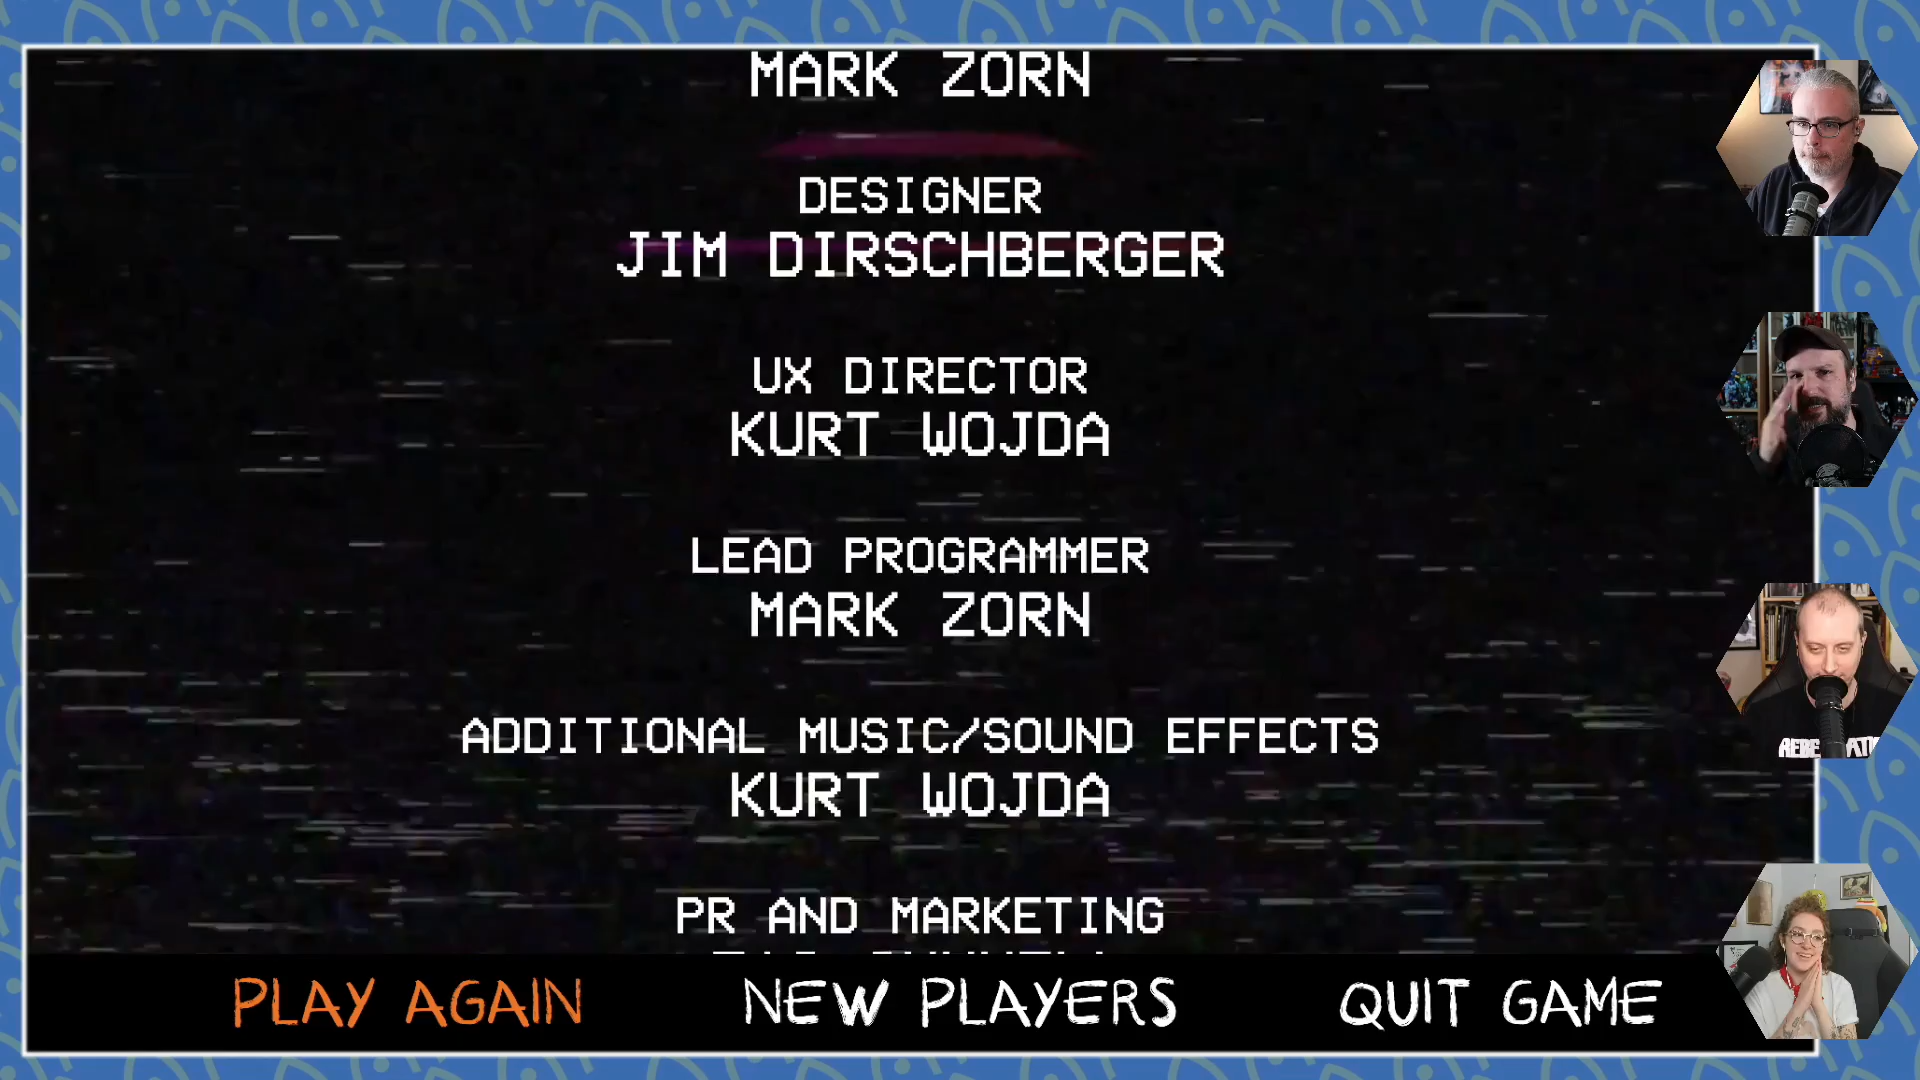 MARK ZORN
DESIGNER
JIM DIRSCHBERGER
UX DIRECTOR
KURT WOJDA
LEAD PROGRAMMER
MARK ZORN
ADDITIONAL MUSIC/SOUND EFFECTS
KURT WOJDA
PR AND MARKETING
PLAY AGAIN
NEW PLAYERS
QUIT GAME